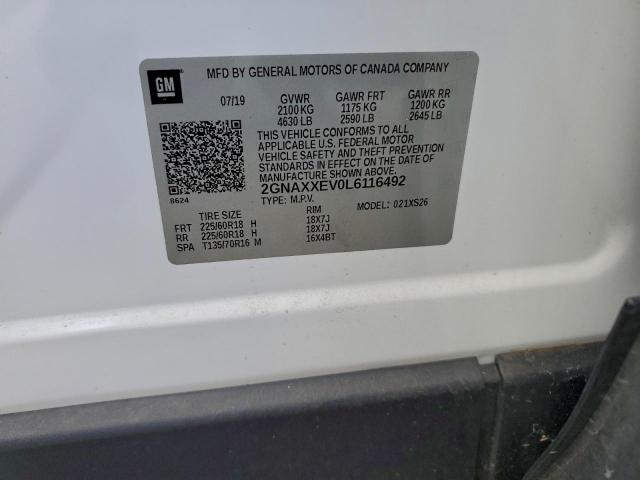 GM
MFD BY GENERAL MOTORS OF CANADA COMPANY
07/19 GVWR GAWR FRT GAWR RR
2100 KG 1175 KG 1200 KG
4630 LB 2590 LB 2645 LB
THIS VEHICLE CONFORMS TO ALL
APPLICABLE U.S. FEDERAL MOTOR
VEHICLE SAFETY AND THEFT PREVENTION
STANDARDS IN EFFECT ON THE DATE OF
MANUFACTURE SHOWN ABOVE.
8624
2GNAXXEV0L6116492
TYPE: M.P.V. 021XS26
TIRE SIZE RIM
FRT 225/60R18 H 18X7J
RR 225/60R18 H 18X7J
SPA T135/70R16 M 16X4BT